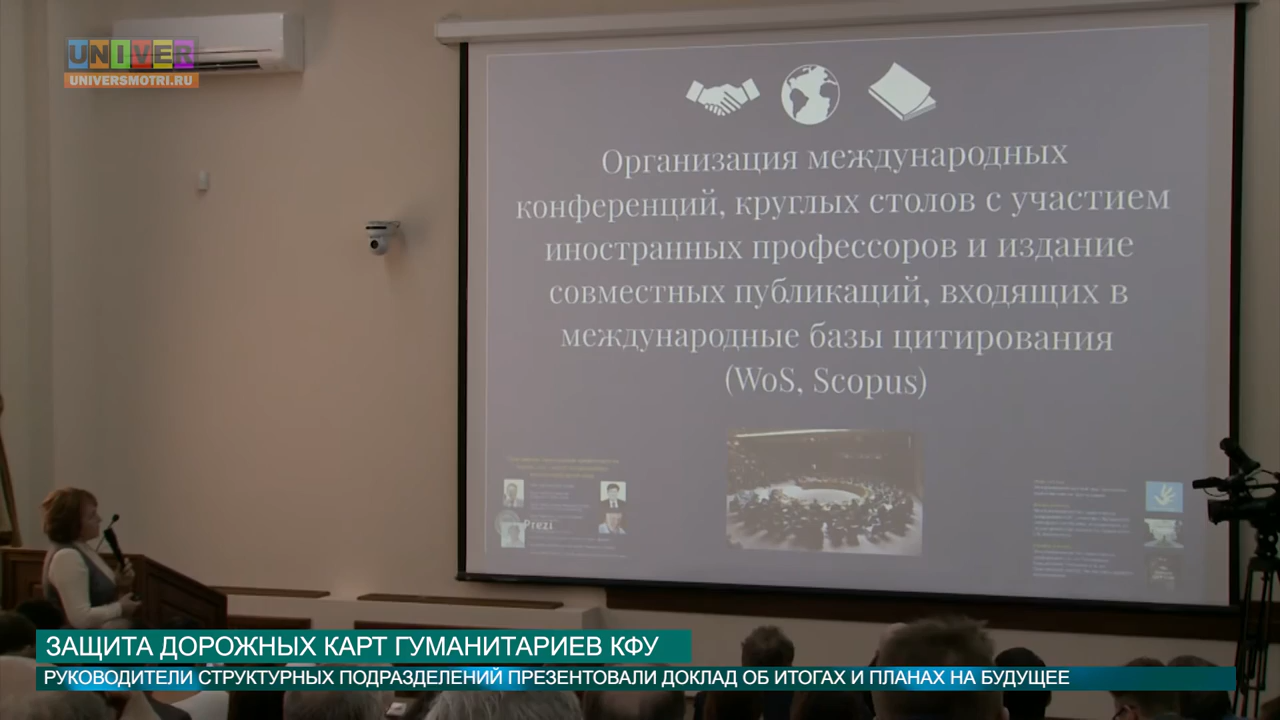 UNIVER
UNIVERSMOTRI.RU
Организация международных
конференций, круглых столов с участием
иностранных профессоров и издание
совместных публикаций, входящих в
международные базы цитирования
(WoS, Scopus)
Prezi
ЗАЩИТА ДОРОЖНЫХ КАРТ ГУМАНИТАРИЕВ КФУ
РУКОВОДИТЕЛИ СТРУКТУРНЫХ ПОДРАЗДЕЛЕНИЙ ПРЕЗЕНТОВАЛИ ДОКЛАД ОБ ИТОГАХ И ПЛАНАХ НА БУДУЩЕЕ